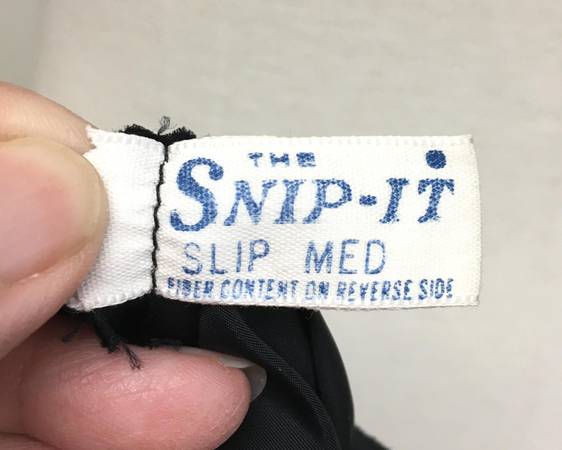 THE
SNIP-IT
SLIP MED
FIBER CONTENT ON REVERSE SIDE